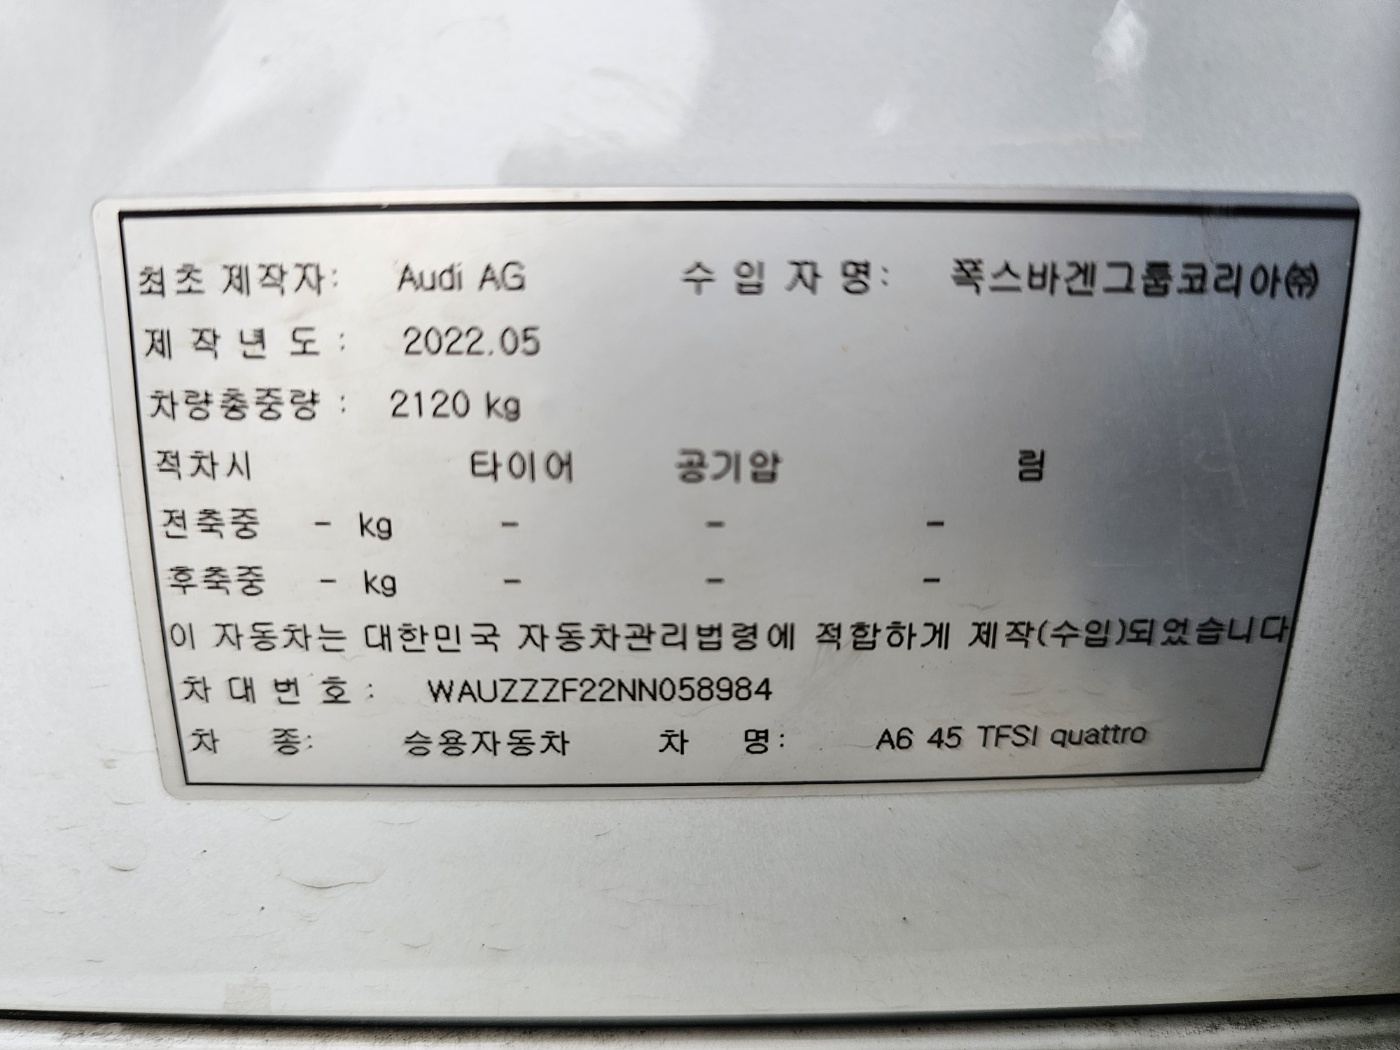 최초 제작자: Audi AG 수 입 자 명: 폭스바겐그룹코리아㈜
제 작 년 도 : 2022.05
차량총중량 : 2120 kg
적차시 타이어 공기압 림
전축중 - kg - - -
후축중 - kg - - -
이 자동차는 대한민국 자동차관리법령에 적합하게 제작(수입)되었습니다
차 대 번 호 : WAUZZZF22NN058984
차 종: 승용자동차 차 명: A6 45 TFSI quattro